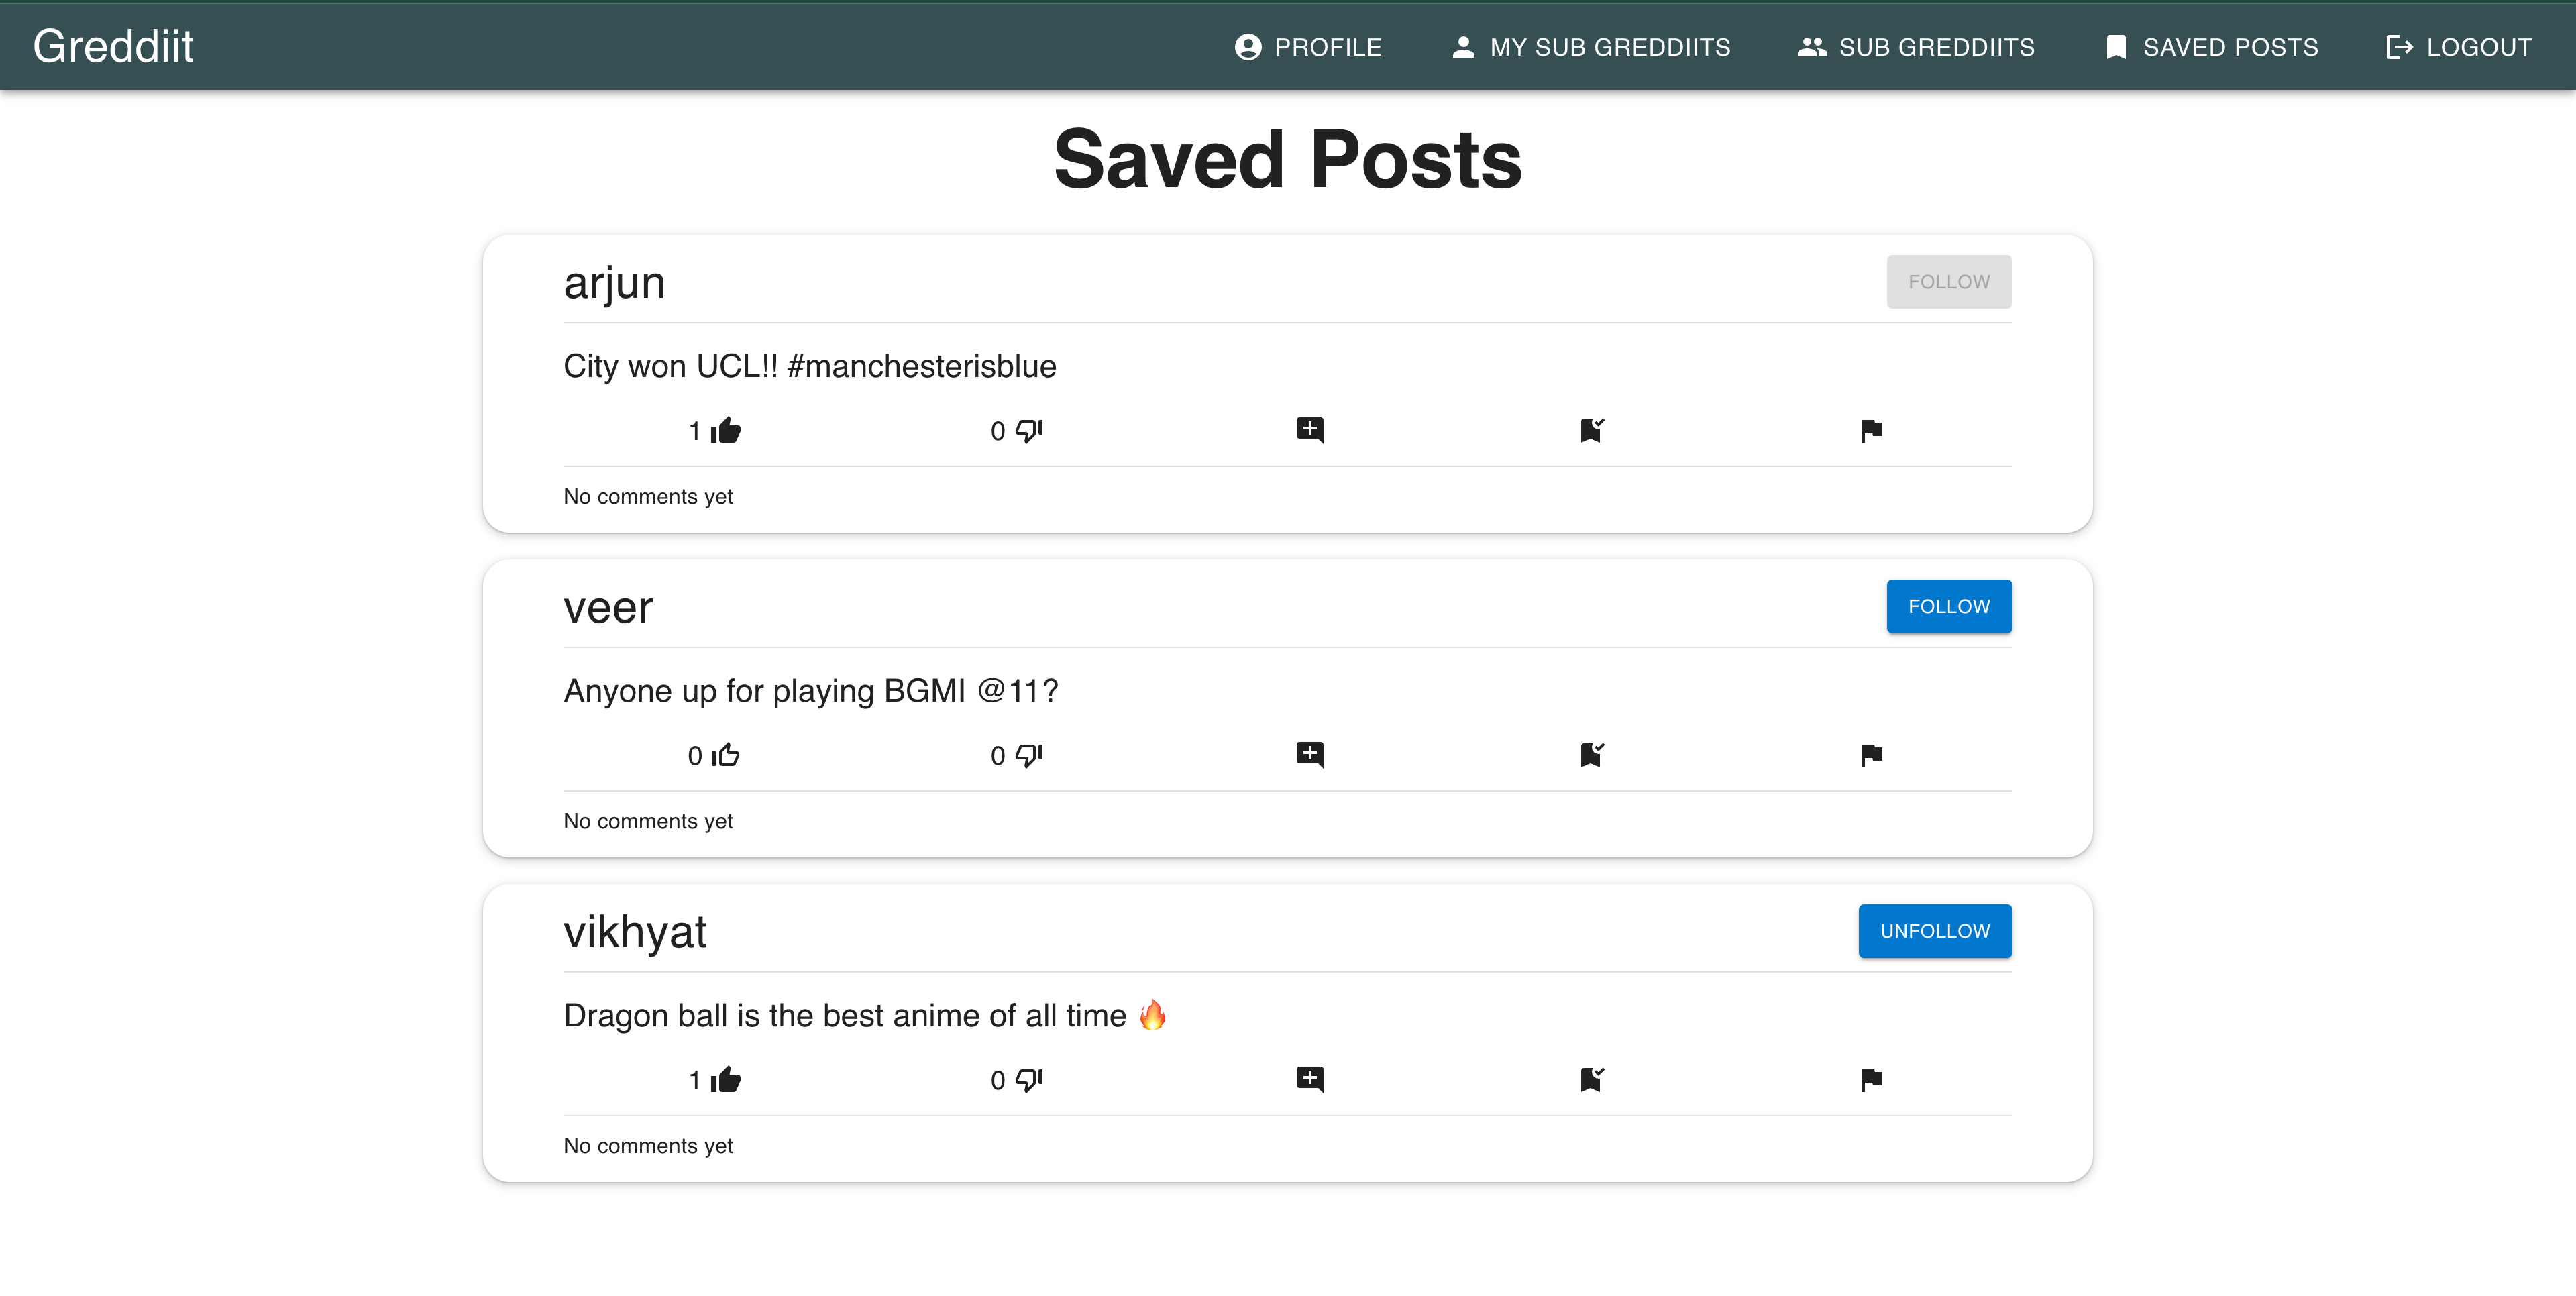 Greddiit
PROFILE
MY SUB GREDDIITS
SUB GREDDIITS
SAVED POSTS
LOGOUT
Saved Posts
arjun
FOLLOW
City won UCL!! #manchesterisblue
1
0
No comments yet
veer
FOLLOW
Anyone up for playing BGMI @11?
0
0
No comments yet
vikhyat
UNFOLLOW
Dragon ball is the best anime of all time 🔥
1
0
No comments yet